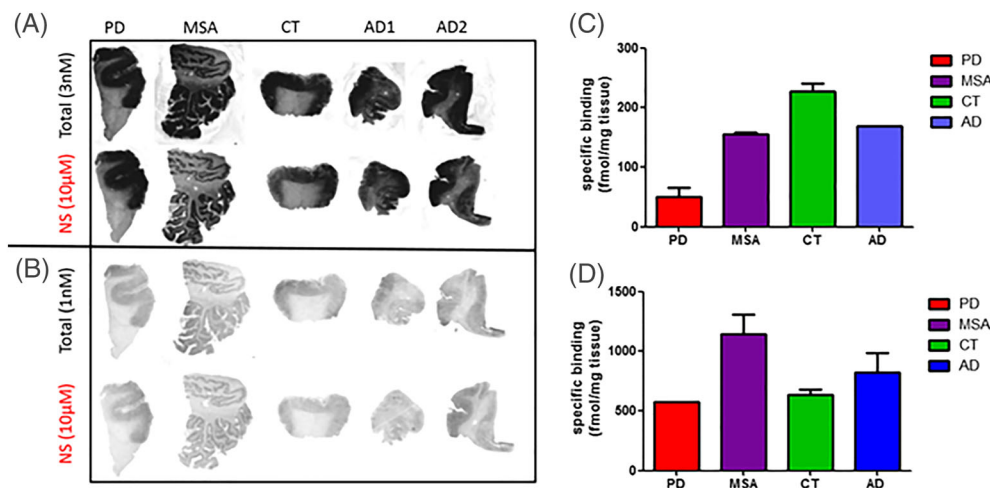 (A)
PD MSA CT AD1 AD2
Total (3nM)
NS (10µM)
(B)
Total (1nM)
NS (10µM)
(C)
300
200
100
0
specific binding
(fmol/mg tissue)
PD MSA CT AD
PD
MSA
CT
AD
(D)
1500
1000
500
0
specific binding
(fmol/mg tissue)
PD MSA CT AD
PD
MSA
CT
AD